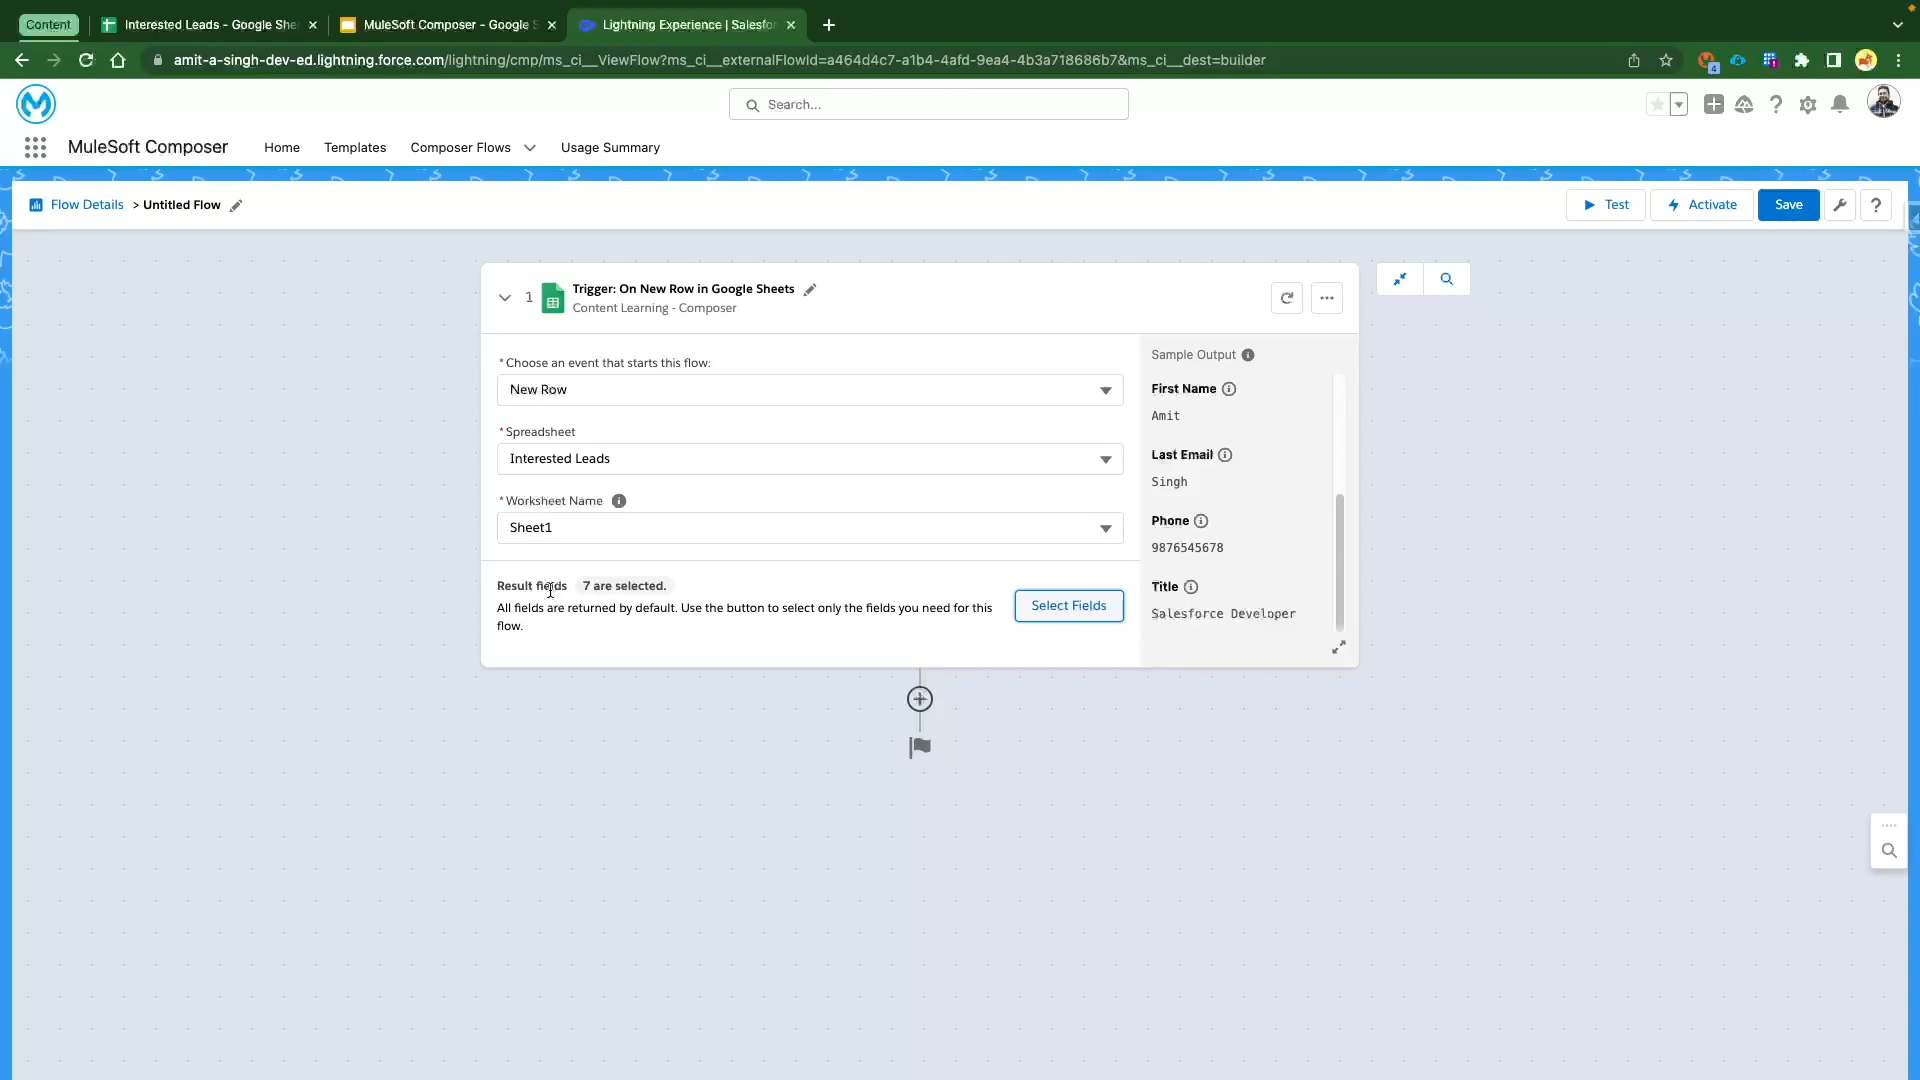 Content
Interested Leads - Google She
MuleSoft Composer - Google S
Lightning Experience | Salesfor
amit-a-singh-dev-ed.lightning.force.com/lightning/cmp/ms_ci__ViewFlow?ms_ci__externalFlowId=a464d4c7-a1b4-4afd-9ea4-4b3a718686b7&ms_ci__dest=builder
4
Search...
MuleSoft Composer
Home
Templates
Composer Flows
Usage Summary
Flow Details > Untitled Flow
Test
Activate
Save
?
1
Trigger: On New Row in Google Sheets
Content Learning - Composer
* Choose an event that starts this flow:
New Row
* Spreadsheet
Interested Leads
* Worksheet Name
Sheet1
Result fields 7 are selected.
All fields are returned by default. Use the button to select only the fields you need for this
flow.
Select Fields
Sample Output
First Name
Amit
Last Email
Singh
Phone
9876545678
Title
Salesforce Developer